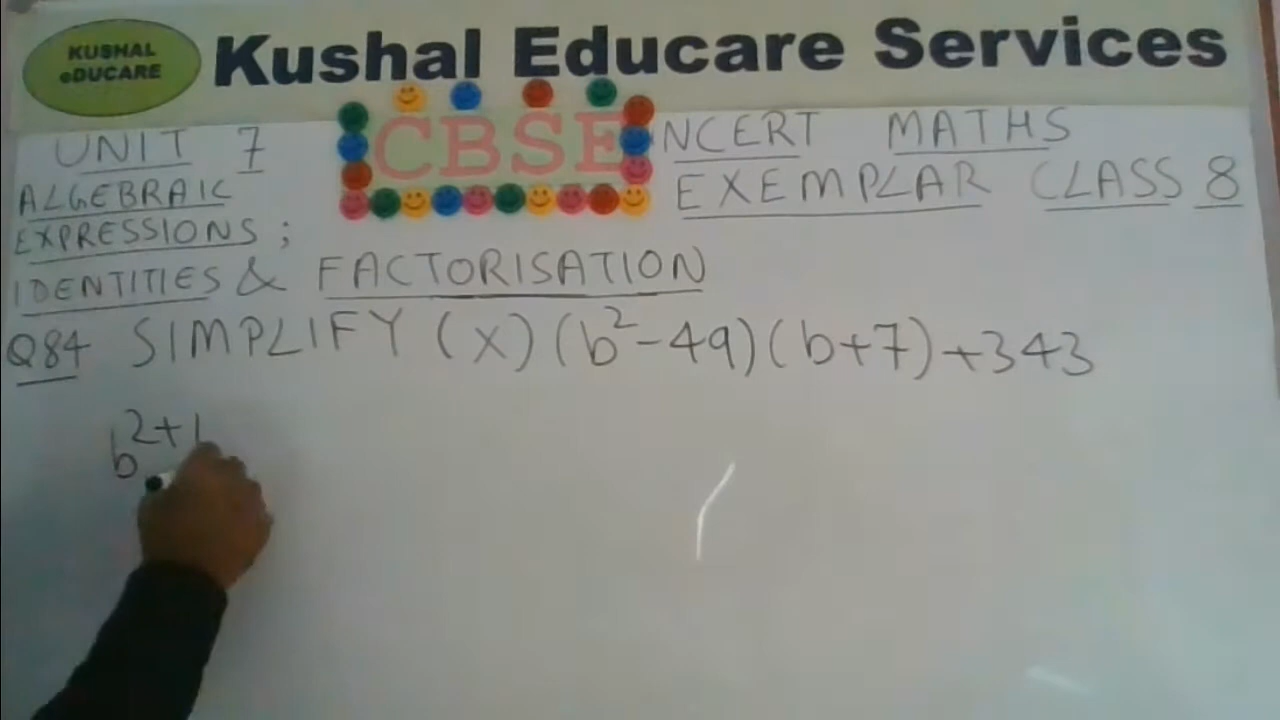 KUSHAL
eDUCARE
Kushal Educare Services
UNIT 7
ALGEBRAIC
EXPRESSIONS;
IDENTITIES & FACTORISATION
CBSE
NCERT MATHS
EXEMPLAR CLASS 8
Q84 SIMPLIFY (x)(b²-49)(b+7)+343
b²⁺¹